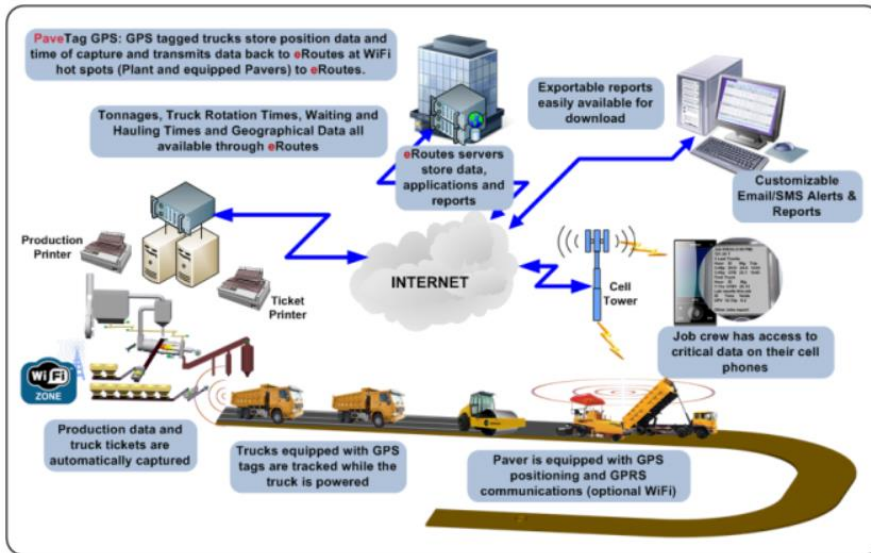 PaveTag GPS: GPS tagged trucks store position data and
time of capture and transmits data back to eRoutes at WiFi
hot spots (Plant and equipped Pavers) to eRoutes.
Tonnages, Truck Rotation Times, Waiting and
Hauling Times and Geographical Data all
available through eRoutes
eRoutes servers
store data,
applications and
reports
Exportable reports
easily available for
download
Customizable
Email/SMS Alerts &
Reports
Production
Printer
Ticket
Printer
INTERNET
Cell
Tower
Job crew has access to
critical data on their cell
phones
WiFi
ZONE
Production data and
truck tickets are
automatically captured
Trucks equipped with GPS
tags are tracked while the
truck is powered
Paver is equipped with GPS
positioning and GPRS
communications (optional WiFi)